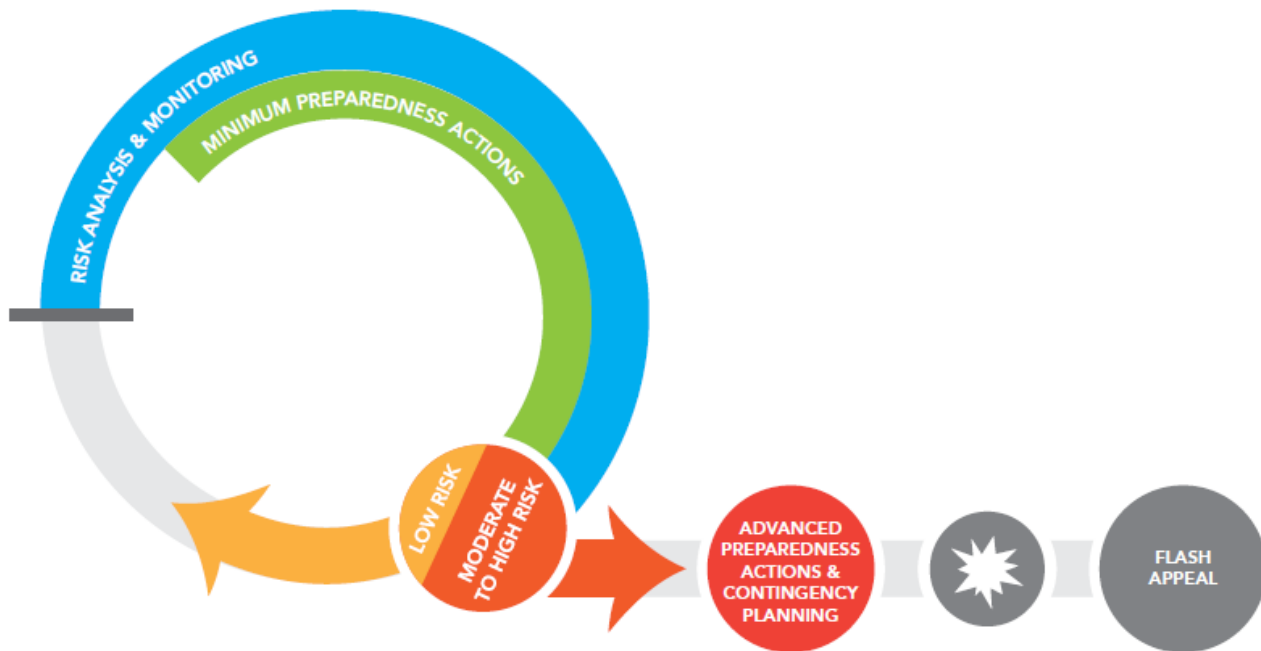 RISK ANALYSIS & MONITORING
MINIMUM PREPAREDNESS ACTIONS
LOW RISK
MODERATE
TO HIGH RISK
ADVANCED
PREPAREDNESS
ACTIONS &
CONTINGENCY
PLANNING
FLASH
APPEAL